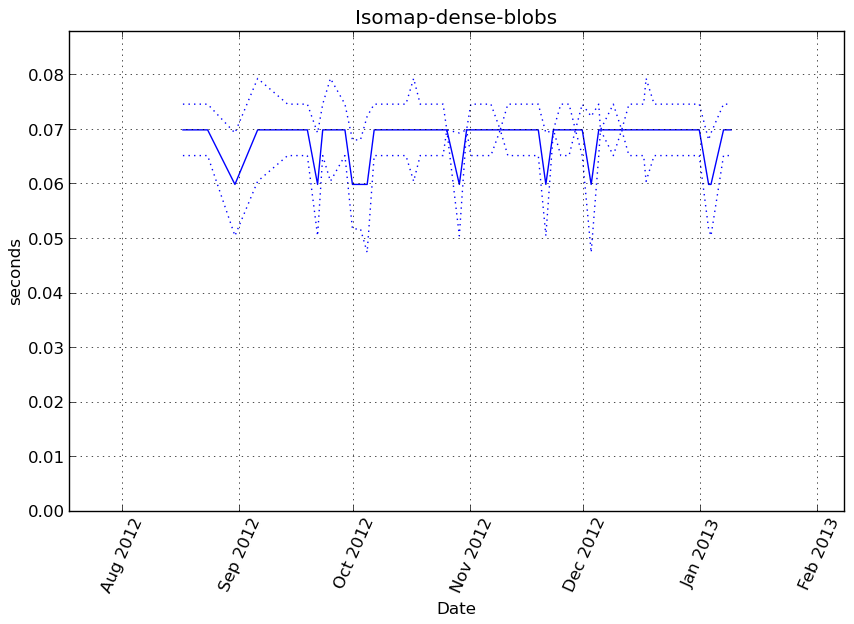 Isomap-dense-blobs
0.08
0.07
0.06
0.05
0.04
0.03
0.02
0.01
0.00
seconds
Aug 2012
Sep 2012
Oct 2012
Nov 2012
Dec 2012
Jan 2013
Feb 2013
Date